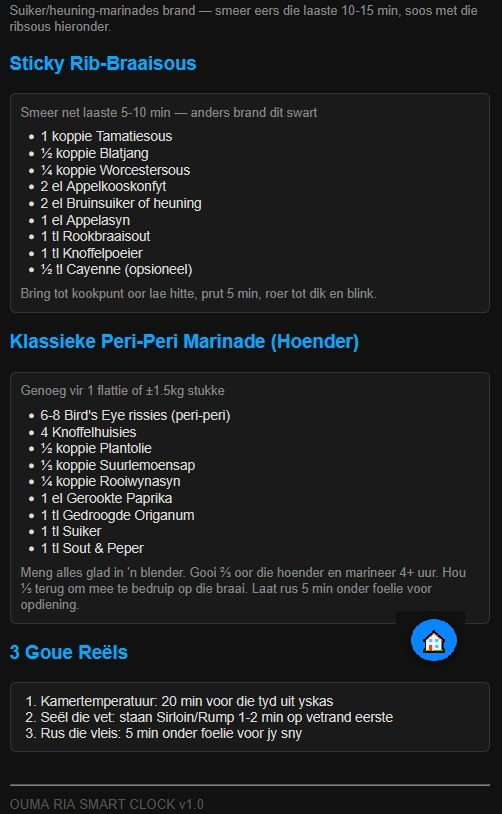 Suiker/heuning-marinades brand — smeer eers die laaste 10-15 min, soos met die
ribsous hieronder.
Sticky Rib-Braaisous
Smeer net laaste 5-10 min — anders brand dit swart
• 1 koppie Tamatiesous
• ½ koppie Blatjang
• ¼ koppie Worcestersous
• 2 el Appelkooskonfyt
• 2 el Bruinsuiker of heuning
• 1 el Appelasyn
• 1 tl Rookbraaisout
• 1 tl Knoffelpoeier
• ½ tl Cayenne (opsioneel)
Bring tot kookpunt oor lae hitte, prut 5 min, roer tot dik en blink.
Klassieke Peri-Peri Marinade (Hoender)
Genoeg vir 1 flattie of ±1.5kg stukke
• 6-8 Bird's Eye rissies (peri-peri)
• 4 Knoffelhuisies
• ½ koppie Plantolie
• ⅓ koppie Suurlemoensap
• ¼ koppie Rooiwynasyn
• 1 el Gerookte Paprika
• 1 tl Gedroogde Origanum
• 1 tl Suiker
• 1 tl Sout & Peper
Meng alles glad in 'n blender. Gooi ⅔ oor die hoender en marineer 4+ uur. Hou
⅓ terug om mee te bedruip op die braai. Laat rus 5 min onder foelie voor
opdiening.
3 Goue Reëls
1. Kamertemperatuur: 20 min voor die tyd uit yskas
2. Seël die vet: staan Sirloin/Rump 1-2 min op vetrand eerste
3. Rus die vleis: 5 min onder foelie voor jy sny
OUMA RIA SMART CLOCK v1.0